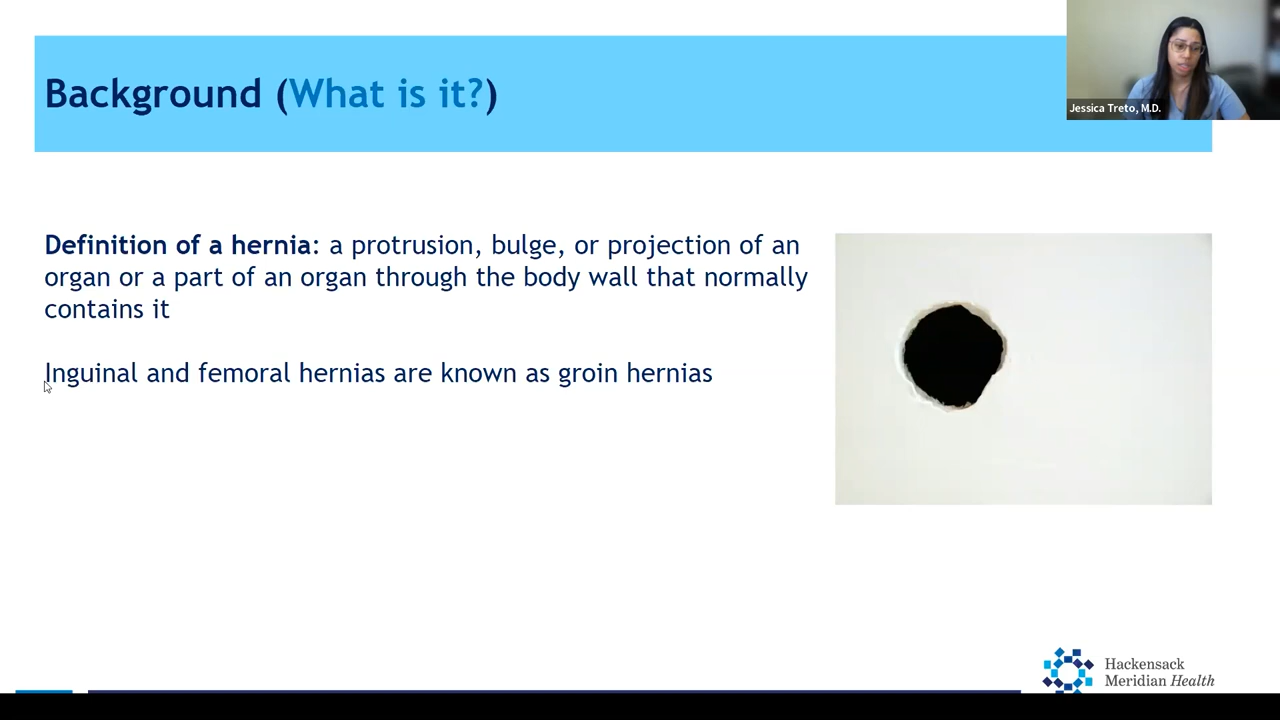 Background (What is it?)
Jessica Treto, M.D.
Definition of a hernia: a protrusion, bulge, or projection of an
organ or a part of an organ through the body wall that normally
contains it
Inguinal and femoral hernias are known as groin hernias
Hackensack
Meridian Health